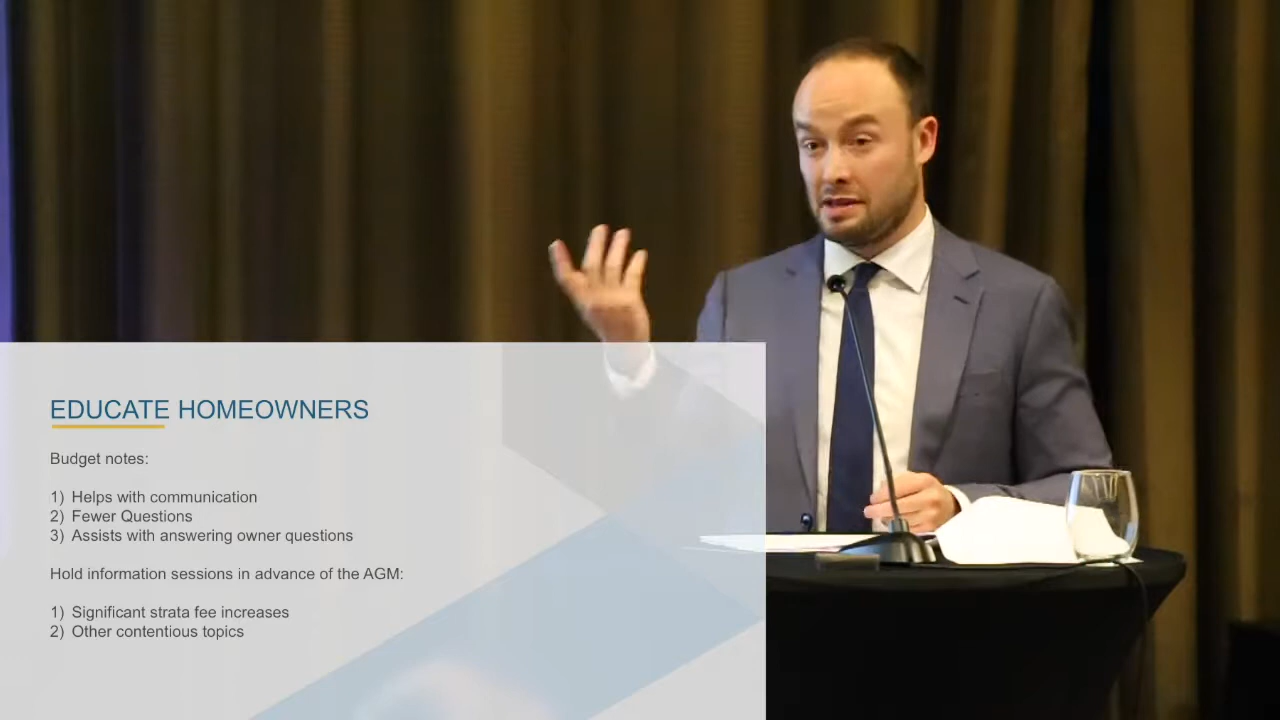 EDUCATE HOMEOWNERS
Budget notes:
1) Helps with communication
2) Fewer Questions
3) Assists with answering owner questions
Hold information sessions in advance of the AGM:
1) Significant strata fee increases
2) Other contentious topics